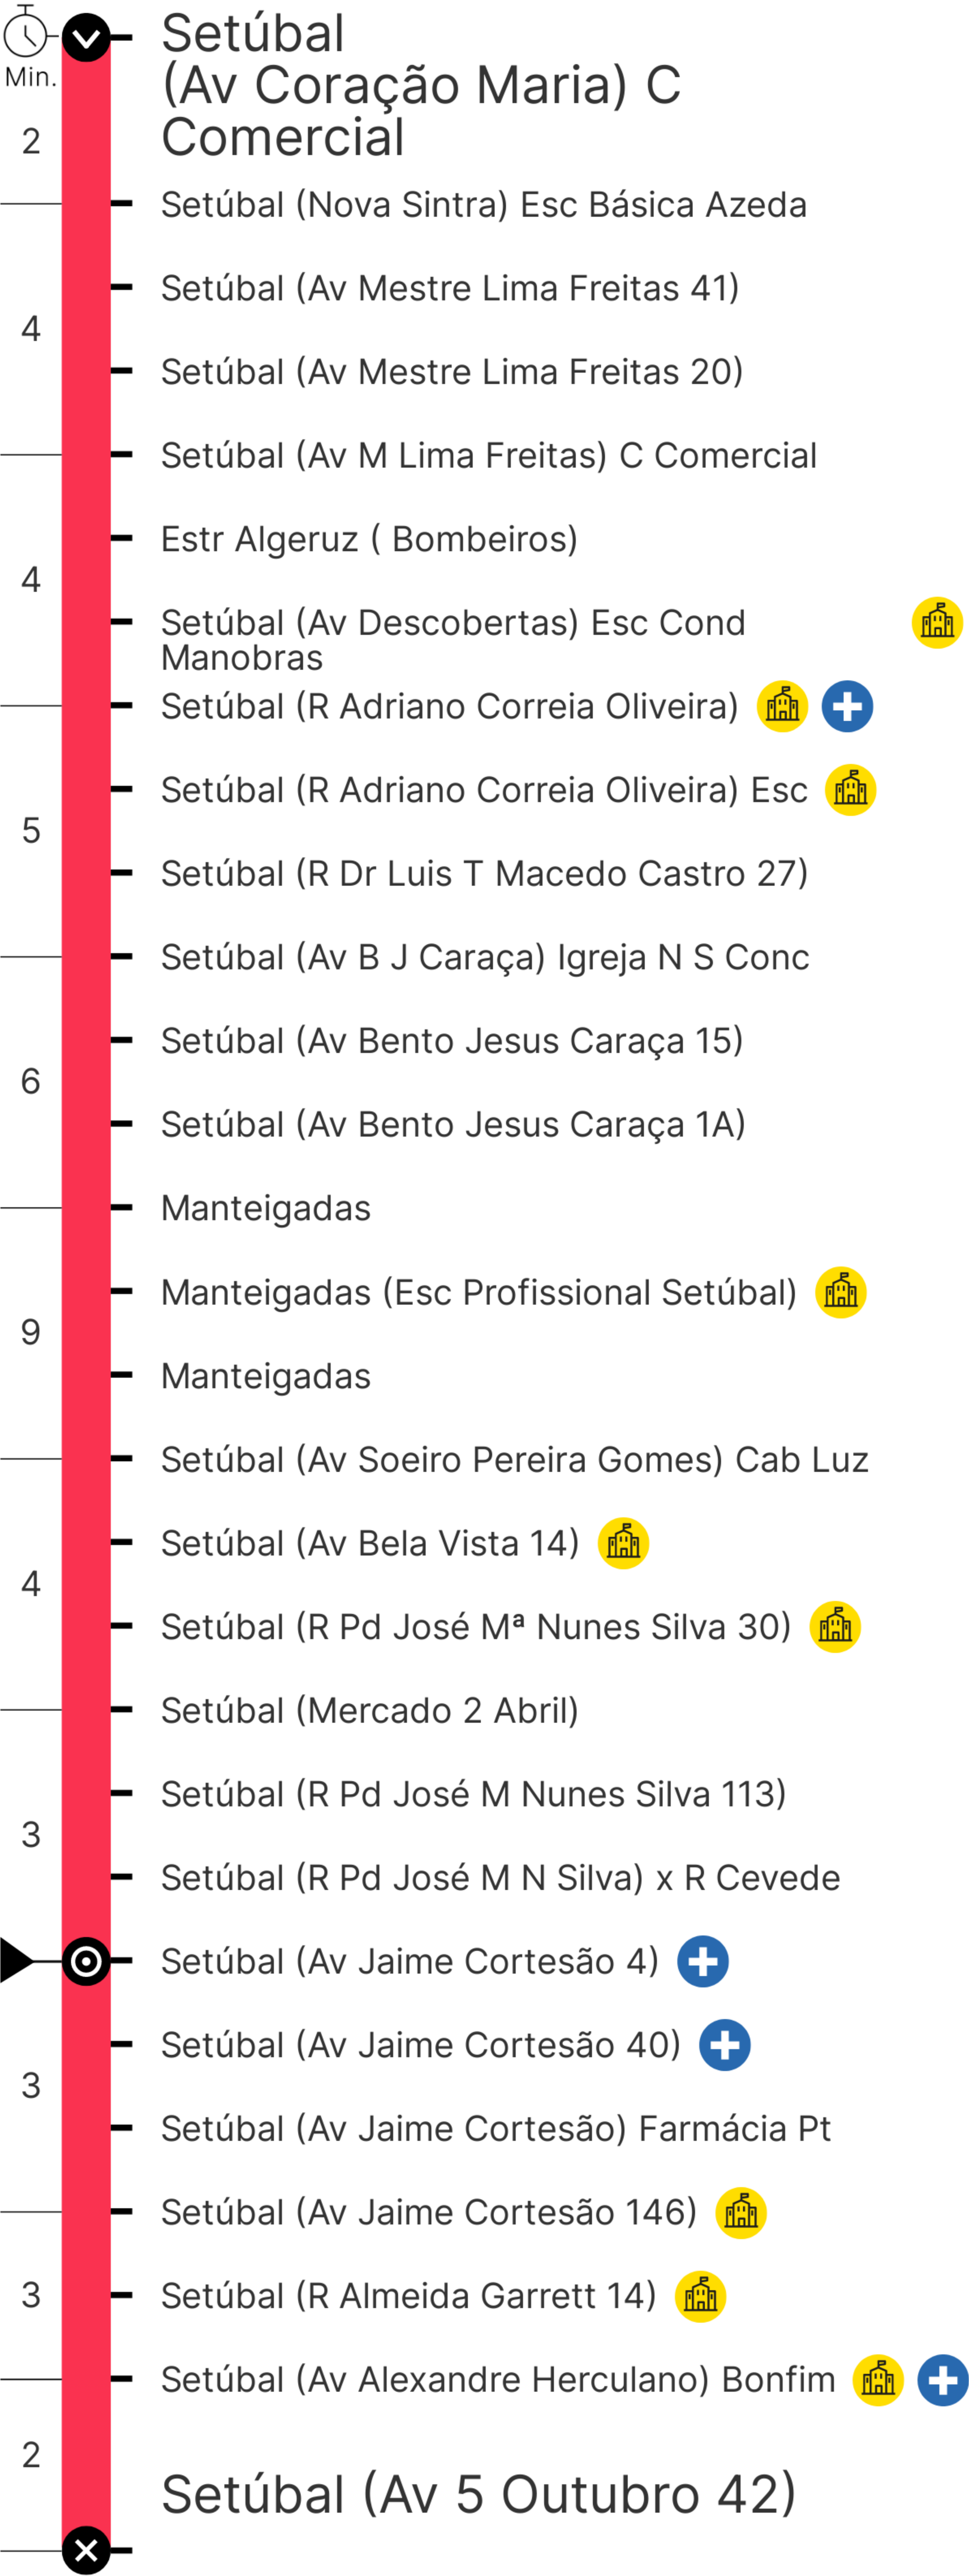 Min.
Setúbal
(Av Coração Maria) C
Comercial
2
Setúbal (Nova Sintra) Esc Básica Azeda
Setúbal (Av Mestre Lima Freitas 41)
4
Setúbal (Av Mestre Lima Freitas 20)
Setúbal (Av M Lima Freitas) C Comercial
Estr Algeruz ( Bombeiros)
4
Setúbal (Av Descobertas) Esc Cond
Manobras
Setúbal (R Adriano Correia Oliveira)
Setúbal (R Adriano Correia Oliveira) Esc
5
Setúbal (R Dr Luis T Macedo Castro 27)
Setúbal (Av B J Caraça) Igreja N S Conc
Setúbal (Av Bento Jesus Caraça 15)
6
Setúbal (Av Bento Jesus Caraça 1A)
Manteigadas
Manteigadas (Esc Profissional Setúbal)
9
Manteigadas
Setúbal (Av Soeiro Pereira Gomes) Cab Luz
Setúbal (Av Bela Vista 14)
4
Setúbal (R Pd José Mª Nunes Silva 30)
Setúbal (Mercado 2 Abril)
Setúbal (R Pd José M Nunes Silva 113)
3
Setúbal (R Pd José M N Silva) x R Cevede
Setúbal (Av Jaime Cortesão 4)
Setúbal (Av Jaime Cortesão 40)
3
Setúbal (Av Jaime Cortesão) Farmácia Pt
Setúbal (Av Jaime Cortesão 146)
3
Setúbal (R Almeida Garrett 14)
Setúbal (Av Alexandre Herculano) Bonfim
2
Setúbal (Av 5 Outubro 42)